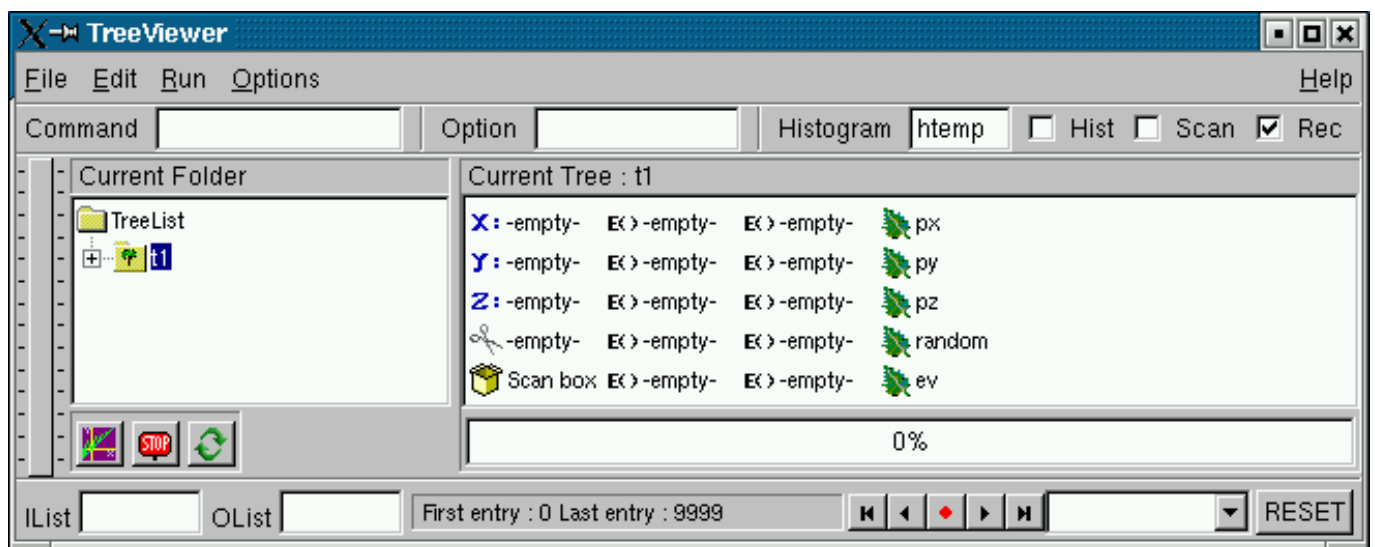 TreeViewer
File Edit Run Options Help
Command Option Histogram htemp Hist Scan Rec
Current Folder
TreeList
t1
Current Tree : t1
X: -empty- E() -empty- E() -empty- px
Y: -empty- E() -empty- E() -empty- py
Z: -empty- E() -empty- E() -empty- pz
-empty- E() -empty- E() -empty- random
Scan box E() -empty- E() -empty- ev
STOP
0%
IList OList First entry : 0 Last entry : 9999 RESET